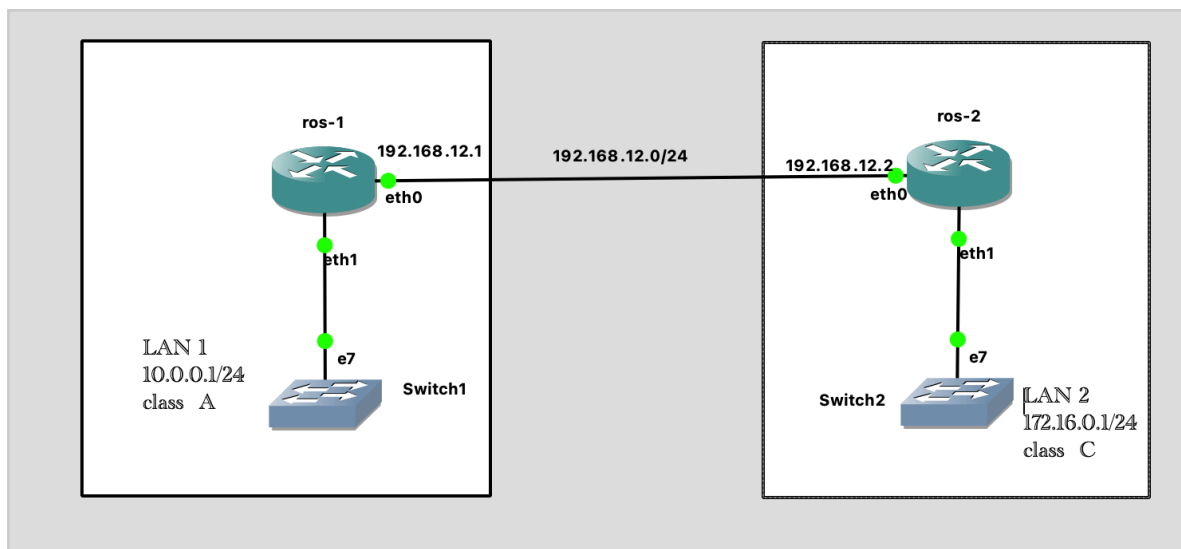 ros-1
192.168.12.1
eth0
eth1
e7
Switch1
LAN 1
10.0.0.1/24
class A
192.168.12.0/24
ros-2
192.168.12.2
eth0
eth1
e7
Switch2
LAN 2
172.16.0.1/24
class C